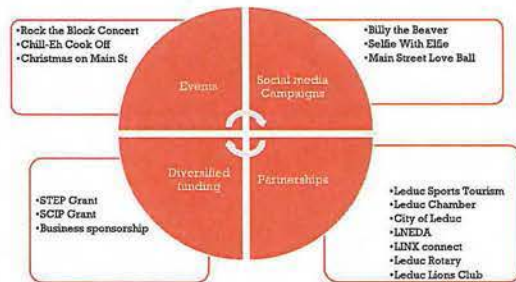 •Rock the Block Concert
•Chill-Eh Cook Off
•Christmas on Main St
Events
•Billy the Beaver
•Selfie With Elfie
•Main Street Love Ball
Social media
Campaigns
•STEP Grant
•SCIP Grant
•Business sponsorship
Diversified
funding
Partnerships
•Leduc Sports Tourism
•Leduc Chamber
•City of Leduc
•LNEDA
•LINX connect
•Leduc Rotary
•Leduc Lions Club